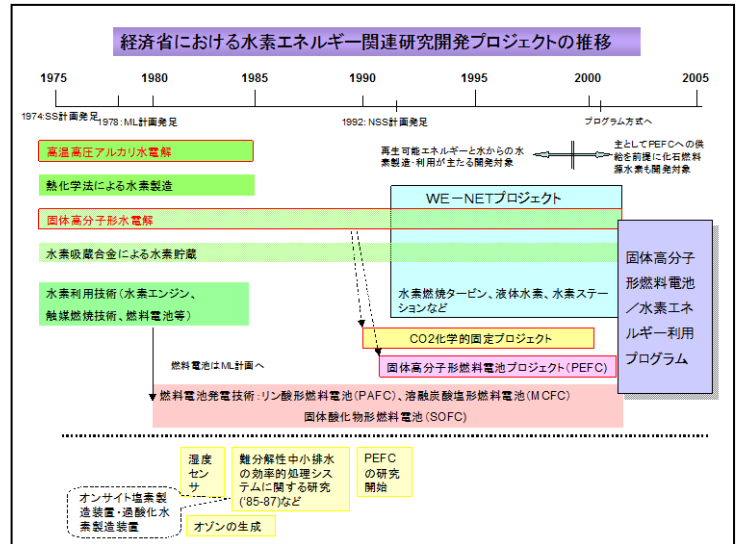 経済省における水素エネルギー関連研究開発プロジェクトの推移
1975 1980 1985 1990 1995 2000 2005
1974:SS計画発足
1978:ML計画発足
1992:NSS計画発足
プログラム方式へ
高温高圧アルカリ水電解
再生可能エネルギーと水からの水
素製造・利用が主たる開発対象
主としてPEFCへの供
給を前提に化石燃料
源水素も開発対象
熱化学法による水素製造
WE-NETプロジェクト
固体高分子形水電解
水素吸蔵合金による水素貯蔵
固体高分子
形燃料電池
/水素エネ
ルギー利用
プログラム
水素利用技術(水素エンジン、
触媒燃焼技術、燃料電池等)
水素燃焼タービン、液体水素、水素ステー
ションなど
CO2化学的固定プロジェクト
燃料電池はML計画へ
固体高分子形燃料電池プロジェクト(PEFC)
燃料電池発電技術:リン酸形燃料電池(PAFC)、溶融炭酸塩形燃料電池(MCFC)
固体酸化物形燃料電池(SOFC)
湿度
セン
サ
難分解性中小排水
の効率的処理シス
テムに関する研究
('85-87)など
PEFC
の研究
開始
オンサイト塩素製
造装置・過酸化水
素製造装置
オゾンの生成